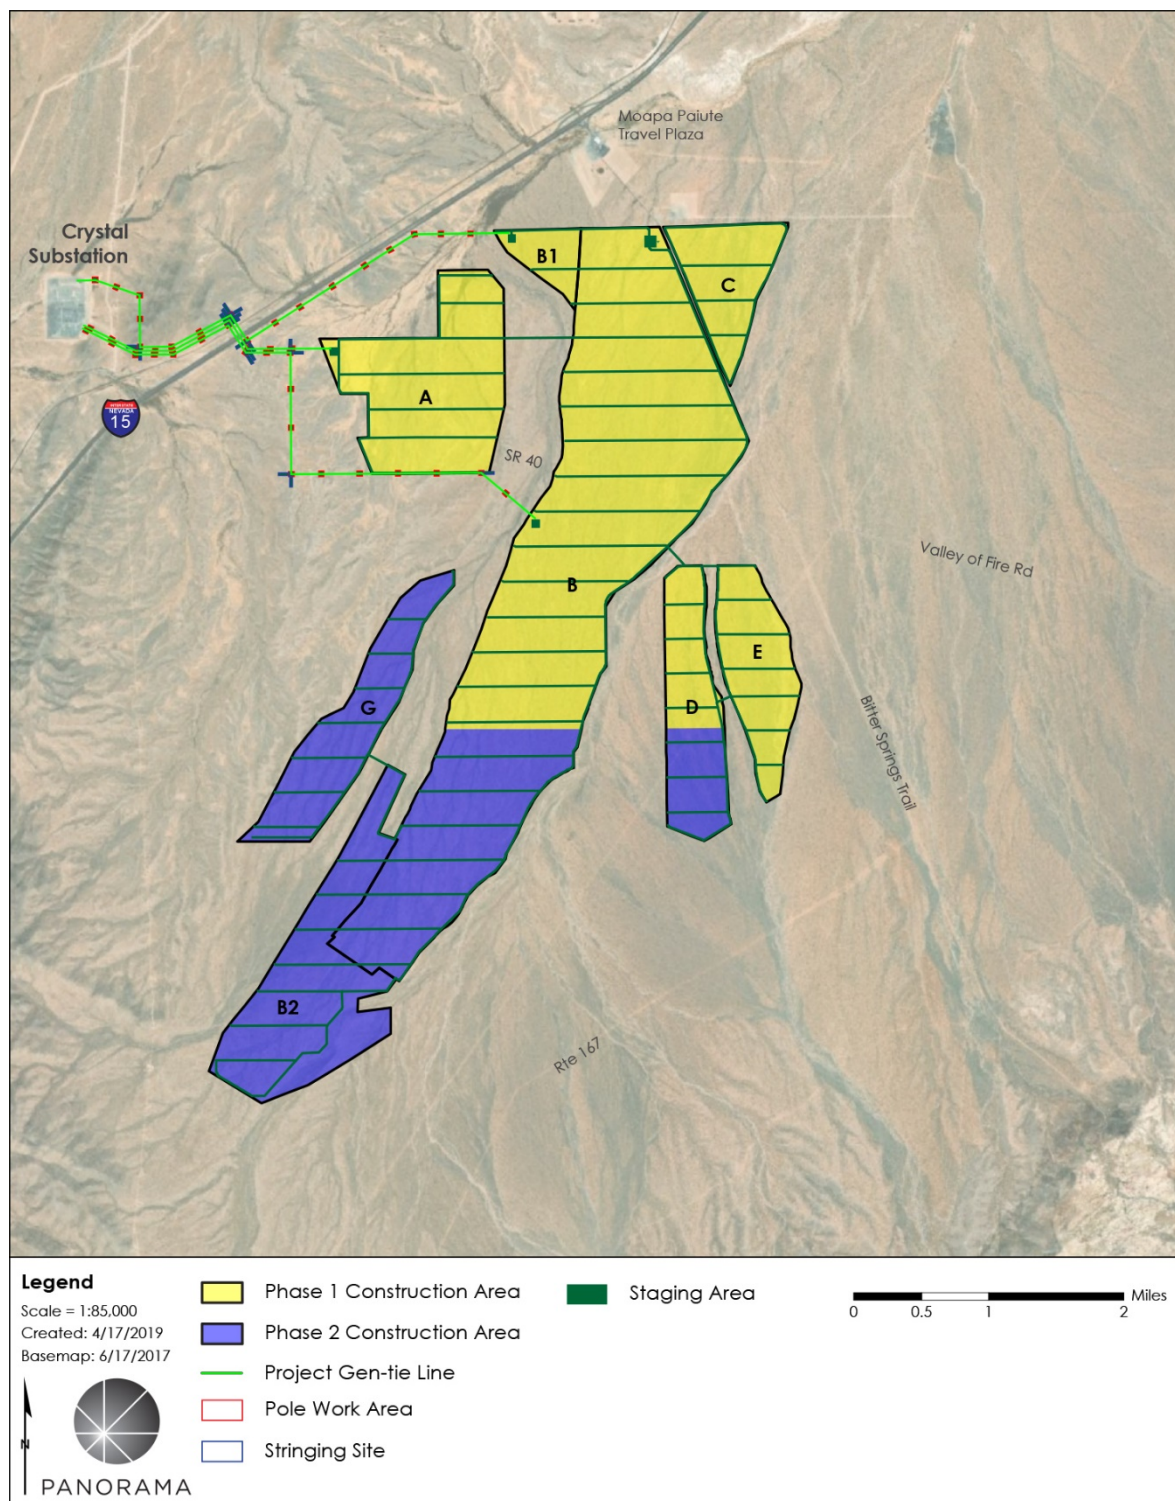 Moapa Paiute
Travel Plaza
Crystal
Substation
B1
C
INTERSTATE
NEVADA
15
A
SR 40
Valley of Fire Rd
B
E
G
D
Bitter Springs Trail
B2
Rte 167
Legend
Scale = 1:85,000
Created: 4/17/2019
Basemap: 6/17/2017
N
PANORAMA
Phase 1 Construction Area
Phase 2 Construction Area
Project Gen-tie Line
Pole Work Area
Stringing Site
Staging Area
Miles
0 0.5 1 2